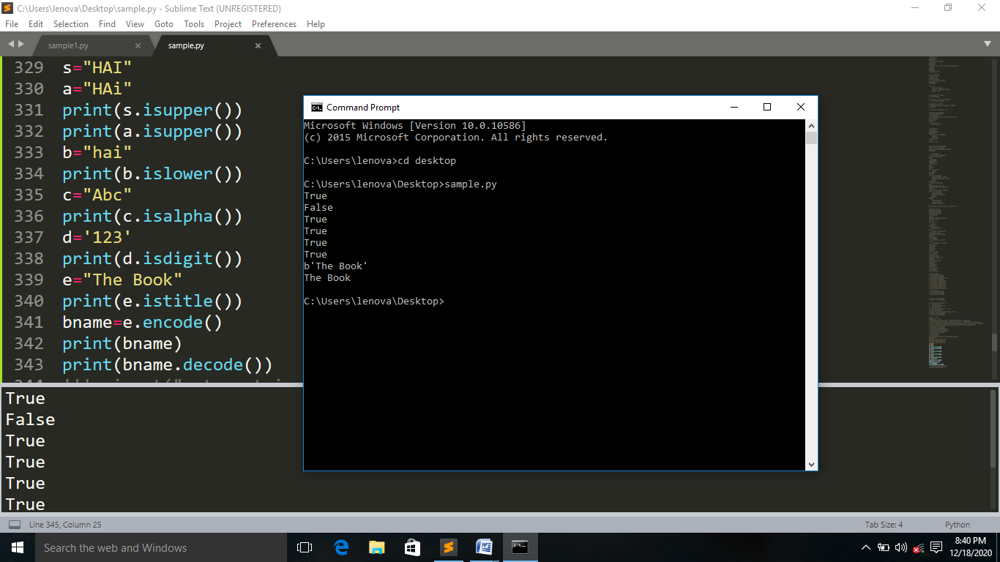 C:\Users\lenova\Desktop\sample.py - Sublime Text (UNREGISTERED)
File Edit Selection Find View Goto Tools Project Preferences Help
sample1.py
sample.py
329 s="HAI"
330 a="HAi"
331 print(s.isupper())
332 print(a.isupper())
333 b="hai"
334 print(b.islower())
335 c="Abc"
336 print(c.isalpha())
337 d='123'
338 print(d.isdigit())
339 e="The Book"
340 print(e.istitle())
341 bname=e.encode()
342 print(bname)
343 print(bname.decode())
Command Prompt
Microsoft Windows [Version 10.0.10586]
(c) 2015 Microsoft Corporation. All rights reserved.
C:\Users\lenova>cd desktop
C:\Users\lenova\Desktop>sample.py
True
False
True
True
True
True
b'The Book'
The Book
C:\Users\lenova\Desktop>
True
False
True
True
True
True
Line 345, Column 25
Tab Size: 4
Python
Search the web and Windows
8:40 PM
12/18/2020